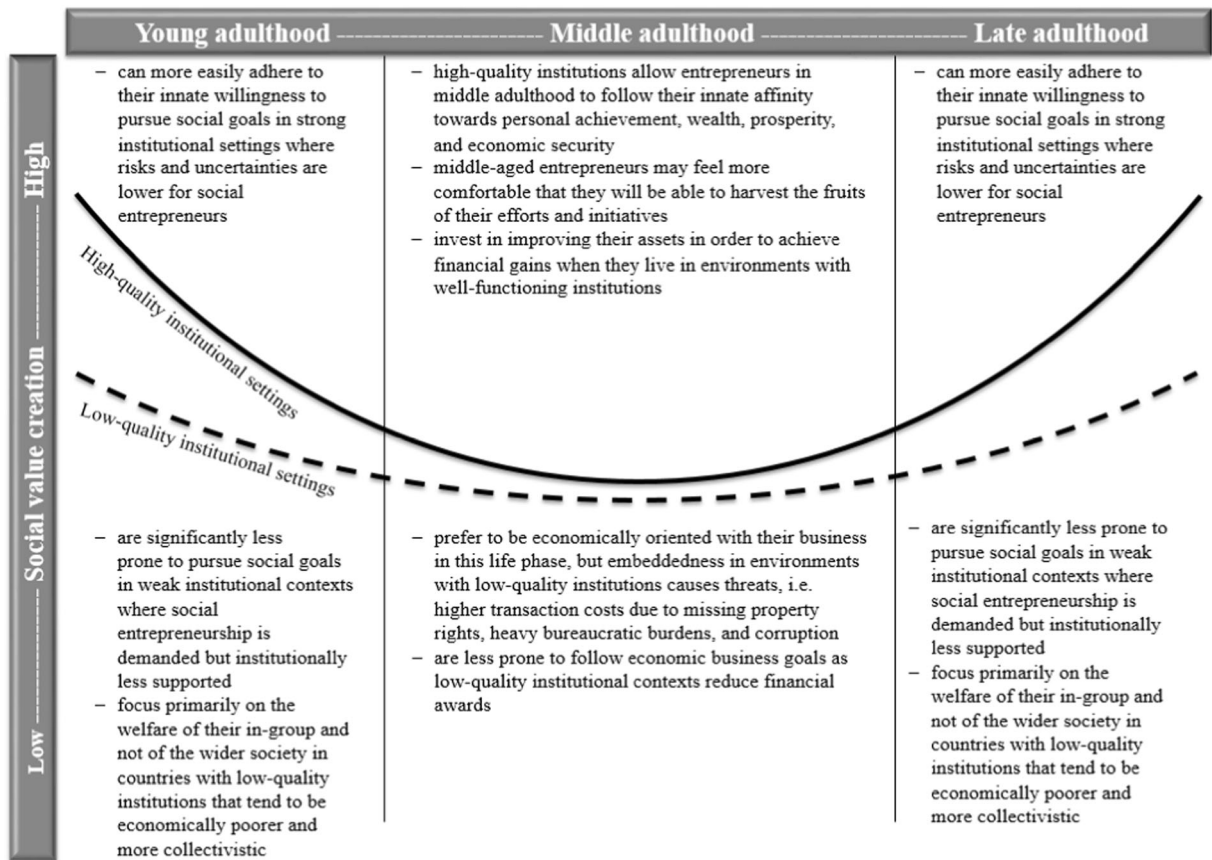 Young adulthood ---------------------------- Middle adulthood ---------------------------- Late adulthood
Low ---------- Social value creation ---------- High
– can more easily adhere to
their innate willingness to
pursue social goals in strong
institutional settings where
risks and uncertainties are
lower for social
entrepreneurs
– high-quality institutions allow entrepreneurs in
middle adulthood to follow their innate affinity
towards personal achievement, wealth, prosperity,
and economic security
– middle-aged entrepreneurs may feel more
comfortable that they will be able to harvest the fruits
of their efforts and initiatives
– invest in improving their assets in order to achieve
financial gains when they live in environments with
well-functioning institutions
– can more easily adhere to
their innate willingness to
pursue social goals in strong
institutional settings where
risks and uncertainties are
lower for social
entrepreneurs
High-quality institutional settings
Low-quality institutional settings
– are significantly less
prone to pursue social goals
in weak institutional contexts
where social
entrepreneurship is
demanded but institutionally
less supported
– focus primarily on the
welfare of their in-group and
not of the wider society in
countries with low-quality
institutions that tend to be
economically poorer and
more collectivistic
– prefer to be economically oriented with their business
in this life phase, but embeddedness in environments
with low-quality institutions causes threats, i.e.
higher transaction costs due to missing property
rights, heavy bureaucratic burdens, and corruption
– are less prone to follow economic business goals as
low-quality institutional contexts reduce financial
awards
– are significantly less prone to
pursue social goals in weak
institutional contexts where
social entrepreneurship is
demanded but institutionally
less supported
– focus primarily on the
welfare of their in-group and
not of the wider society in
countries with low-quality
institutions that tend to be
economically poorer and
more collectivistic